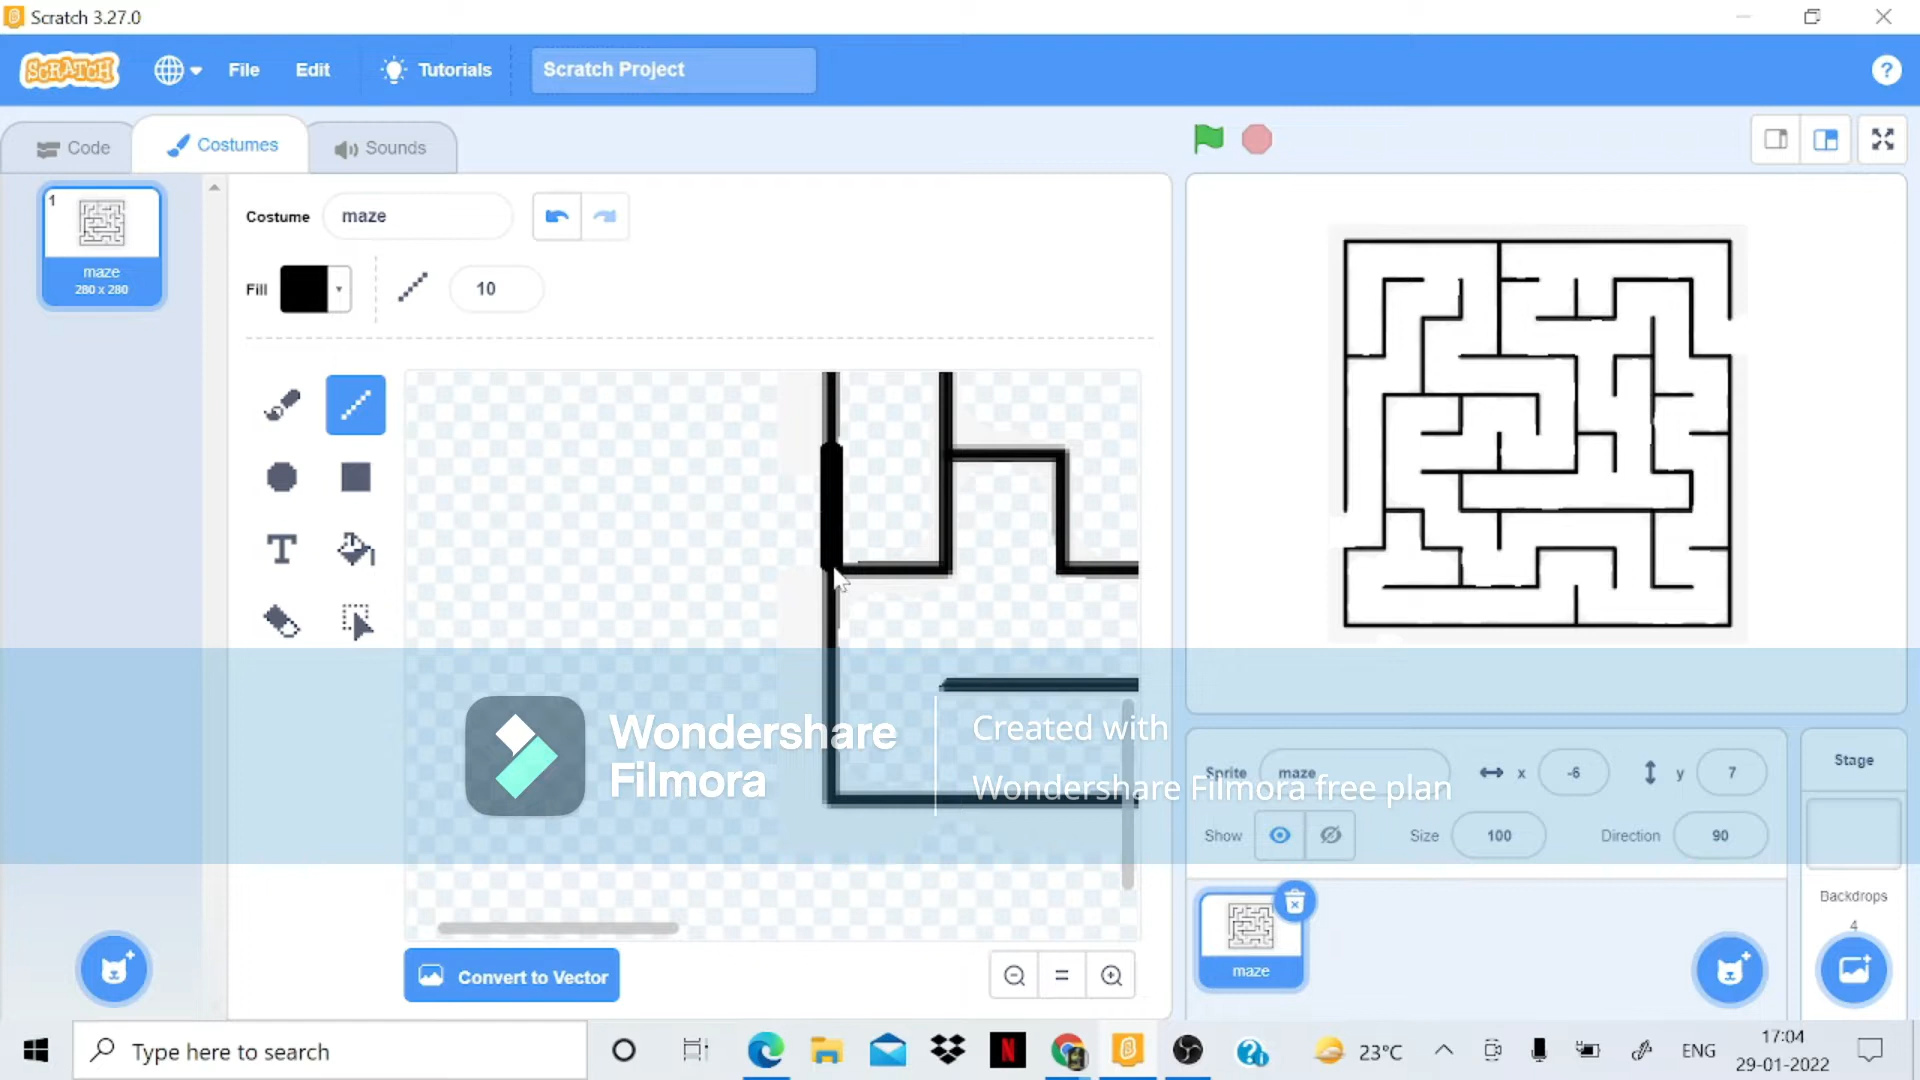 Scratch 3.27.0
SCRATCH
File
Edit
Tutorials
Scratch Project
?
Code
Costumes
Sounds
1
maze
280 x 280
Costume
maze
Fill
10
T
Wondershare
Filmora
Created with
Wondershare Filmora free plan
Convert to Vector
Sprite
maze
x
-6
y
7
Show
Size
100
Direction
90
maze
Stage
Backdrops
4
Type here to search
N
23°C
ENG
17:04
29-01-2022